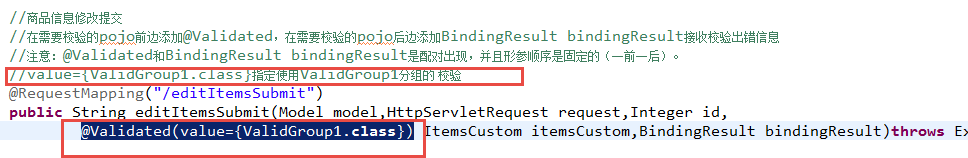 //商品信息修改提交
//在需要校验的pojo前边添加@Validated，在需要校验的pojo后边添加BindingResult bindingResult接收校验出错信息
//注意：@Validated和BindingResult bindingResult是配对出现，并且形参顺序是固定的（一前一后）。
//value={ValidGroup1.class}指定使用ValidGroup1分组的 校验
@RequestMapping("/editItemsSubmit")
public String editItemsSubmit(Model model,HttpServletRequest request,Integer id,
@Validated(value={ValidGroup1.class}) ItemsCustom itemsCustom,BindingResult bindingResult)throws Ex